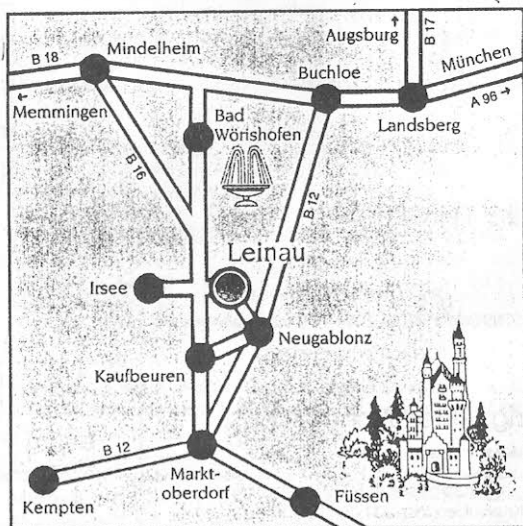 Augsburg
B 17
B 18
Mindelheim
Buchloe
München
Memmingen
A 96
Bad
Wörishofen
Landsberg
B 16
B 12
Leinau
Irsee
Neugablonz
Kaufbeuren
B 12
Markt-
oberdorf
Kempten
Füssen